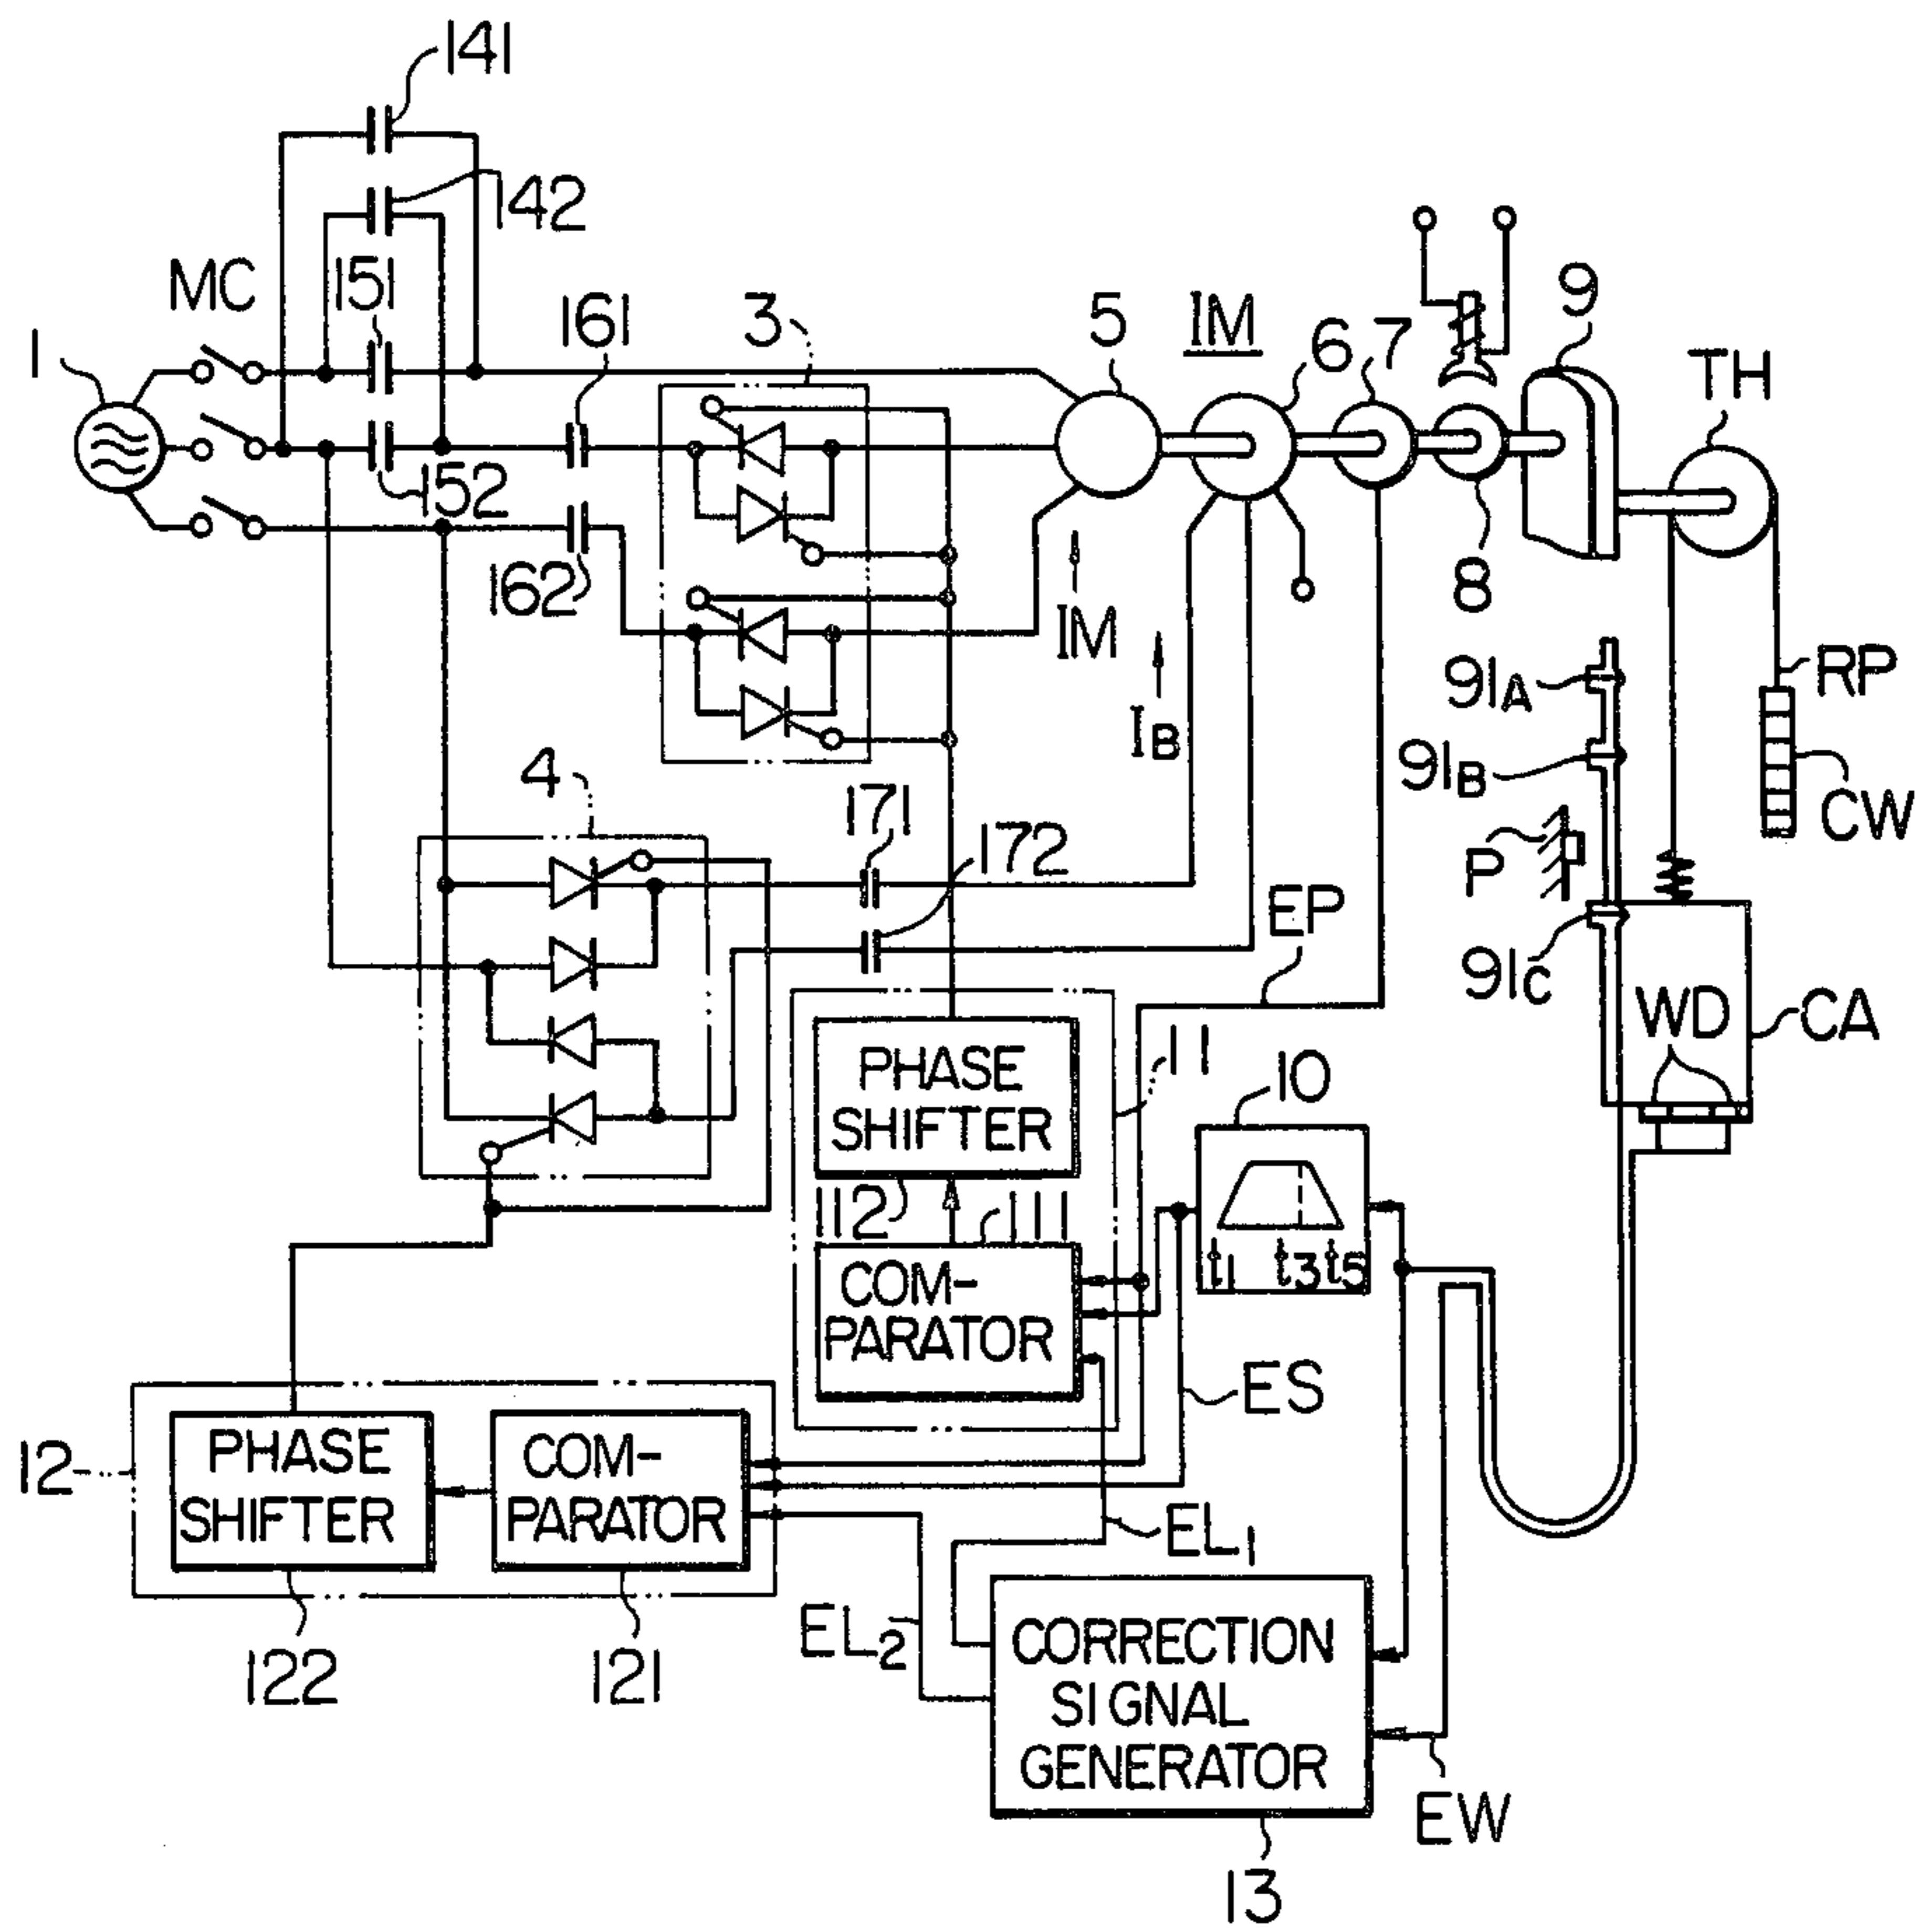 141
142
MC
151
161
3
5
IM
6
7
9
1
TH
152
162
8
IM
IB
91A
RP
91B
4
171
172
P
CW
EP
91C
WD
CA
PHASE
SHIFTER
11
10
112
111
t1 t3 t5
COM-
PARATOR
ES
12
PHASE
SHIFTER
COM-
PARATOR
EL1
EL2
122
121
CORRECTION
SIGNAL
GENERATOR
EW
13